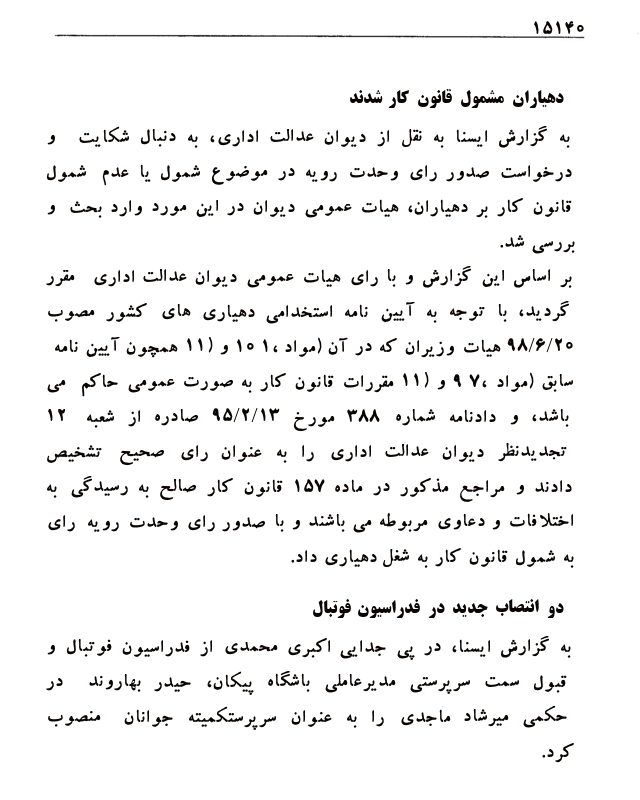 ۱۵۱۴۰
دهیاران مشمول قانون کار شدند
به گزارش ایسنا به نقل از دیوان عدالت اداری، به دنبال شکایت و
درخواست صدور رای وحدت رویه در موضوع شمول یا عدم شمول
قانون کار بر دهیاران، هیات عمومی دیوان در این مورد وارد بحث و
بررسی شد.
بر اساس این گزارش و با رای هیات عمومی دیوان عدالت اداری مقرر
گردید، با توجه به آیین نامه استخدامی دهیاری های کشور مصوب
۹۸/۶/۲۰ هیات وزیران که در آن (مواد ،۱ ۱۰ و (۱۱ همچون آیین نامه
سابق (مواد ،۷ ۹ و (۱۱ مقررات قانون کار به صورت عمومی حاکم می
باشد، و دادنامه شماره ۳۸۸ مورخ ۹۵/۲/۱۳ صادره از شعبه ۱۲
تجدیدنظر دیوان عدالت اداری را به عنوان رای صحیح تشخیص
دادند و مراجع مذکور در ماده ۱۵۷ قانون کار صالح به رسیدگی به
اختلافات و دعاوی مربوطه می باشند و با صدور رای وحدت رویه رای
به شمول قانون کار به شغل دهیاری داد.
دو انتصاب جدید در فدراسیون فوتبال
به گزارش ایسنا، در پی جدایی اکبری محمدی از فدراسیون فوتبال و
قبول سمت سرپرستی مدیرعاملی باشگاه پیکان، حیدر بهاروند در
حکمی میرشاد ماجدی را به عنوان سرپرستکمیته جوانان منصوب
کرد.